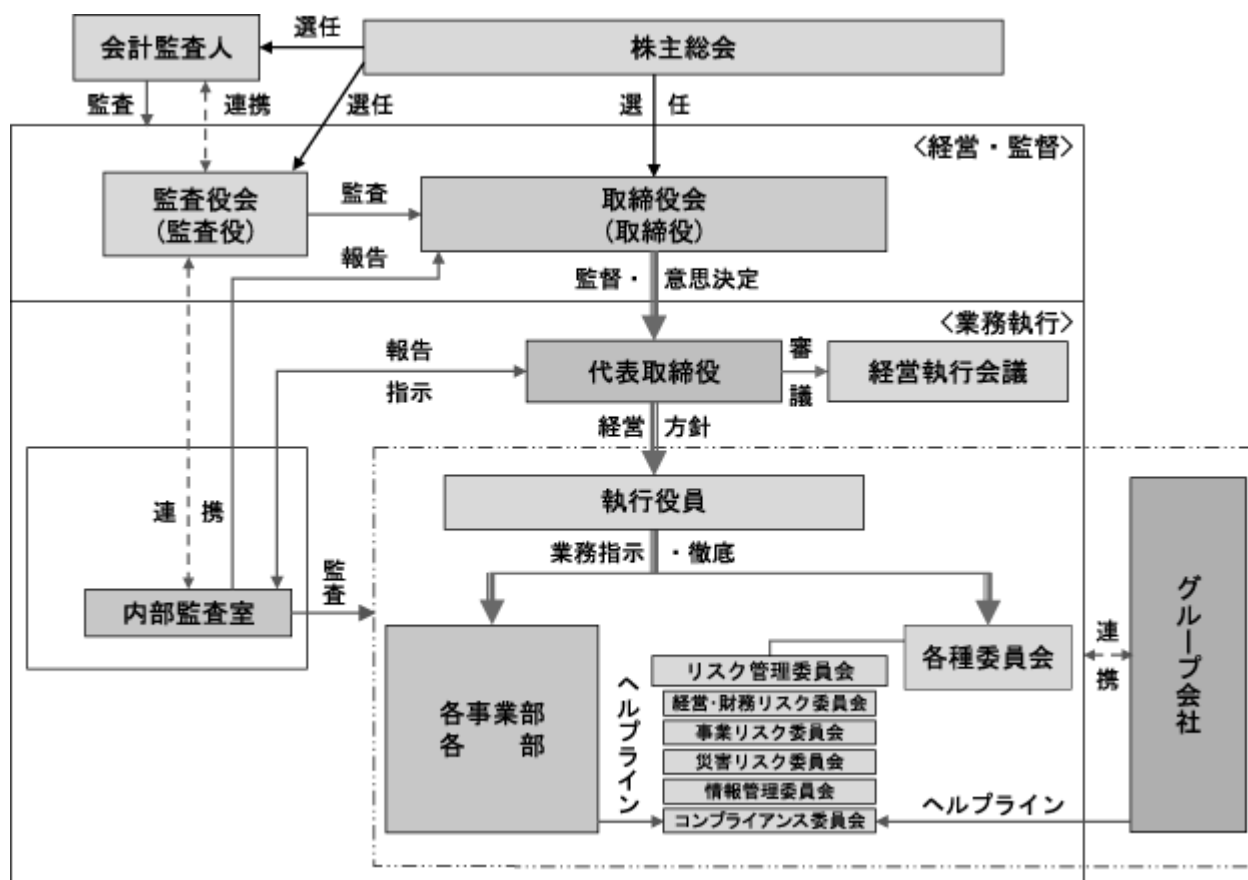 会計監査人
選任
株主総会
監査
連携
選任
選 任
<経営・監督>
監査役会
(監査役)
監査
取締役会
(取締役)
報告
監督・ 意思決定
<業務執行>
報告
指示
代表取締役
審議
経営執行会議
経営 方針
執行役員
連 携
業務指示 ・徹底
内部監査室
監査
各事業部
各 部
ヘルプライン
リスク管理委員会
経営・財務リスク委員会
事業リスク委員会
災害リスク委員会
情報管理委員会
コンプライアンス委員会
各種委員会
連携
グループ会社
ヘルプライン